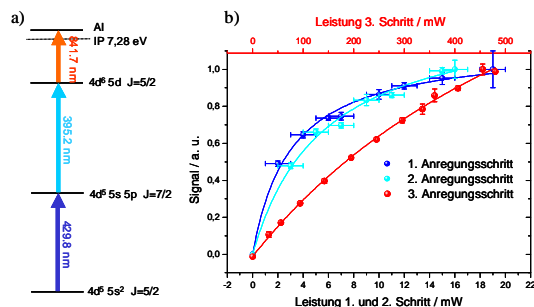 a)
AI
IP 7,28 eV
841.7 nm
4d⁶ 5d J=5/2
395.2 nm
4d⁵ 5s 5p J=7/2
429.8 nm
4d⁵ 5s² J=5/2
b)
Leistung 3. Schritt / mW
0 100 200 300 400 500
Signal / a. u.
1,0
0,8
0,6
0,4
0,2
0,0
1. Anregungsschritt
2. Anregungsschritt
3. Anregungsschritt
0 2 4 6 8 10 12 14 16 18 20
Leistung 1. und 2. Schritt / mW